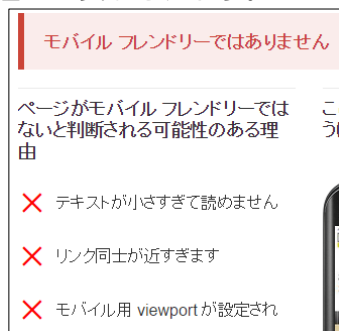 モバイル フレンドリーではありません
ページがモバイル フレンドリーでは
ないと判断される可能性のある理
由
テキストが小さすぎて読めません
リンク同士が近すぎます
モバイル用 viewport が設定され